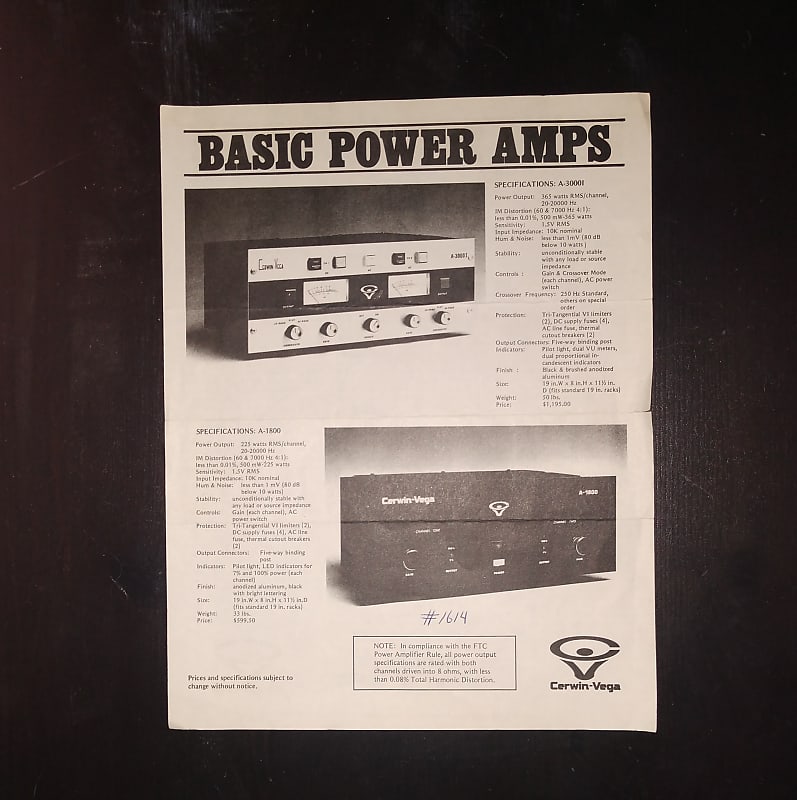 BASIC POWER AMPS
SPECIFICATIONS: A-3000I
Power Output: 365 watts RMS/channel,
20-20000 Hz
IM Distortion (60 & 7000 Hz 4:1):
less than 0.01%, 500 mW-365 watts
Sensitivity: 1.5V RMS
Input Impedance: 10K nominal
Hum & Noise: less than 1mV (80 dB
below 10 watts)
Stability: unconditionally stable
with any load or source
impedance
Controls : Gain & Crossover Mode
(each channel), AC power
switch
Crossover Frequency: 250 Hz Standard,
others on special
order
Protection: Tri-Tangential VI limiters
(2), DC supply fuses (4),
AC line fuse, thermal
cutout breakers (2)
Output Connectors: Five-way binding post
Indicators: Pilot light, dual VU meters,
dual proportional in-
candescent indicators
Finish : Black & brushed anodized
aluminum
Size: 19 in.W x 8 in.H x 11½ in.
D (fits standard 19 in. racks)
Weight: 50 lbs.
Price: $1,195.00
Cerwin Vega
A-3000I
SPECIFICATIONS: A-1800
Power Output: 225 watts RMS/channel,
20-20000 Hz
IM Distortion (60 & 7000 Hz 4:1):
less than 0.01%, 500 mW-225 watts
Sensitivity: 1.5V RMS
Input Impedance: 10K nominal
Hum & Noise: less than 1 mV (80 dB
below 10 watts)
Stability: unconditionally stable with
any load or source impedance
Controls: Gain (each channel), AC
power switch
Protection: Tri-Tangential VI limiters (2),
DC supply fuses (4), AC line
fuse, thermal cutout breakers
(2)
Output Connectors: Five-way binding
post
Indicators: Pilot light, LED indicators for
7% and 100% power (each
channel)
Finish: anodized aluminum, black
with bright lettering
Size: 19 in.W x 8 in.H x 11½ in.D
(fits standard 19 in. racks)
Weight: 33 lbs.
Price: $599.50
Cerwin-Vega
A-1800
CHANNEL ONE
CHANNEL TWO
GAIN
POWER
GAIN
#1614
NOTE: In compliance with the FTC
Power Amplifier Rule, all power output
specifications are rated with both
channels driven into 8 ohms, with less
than 0.08% Total Harmonic Distortion.
Cerwin-Vega
Prices and specifications subject to
change without notice.